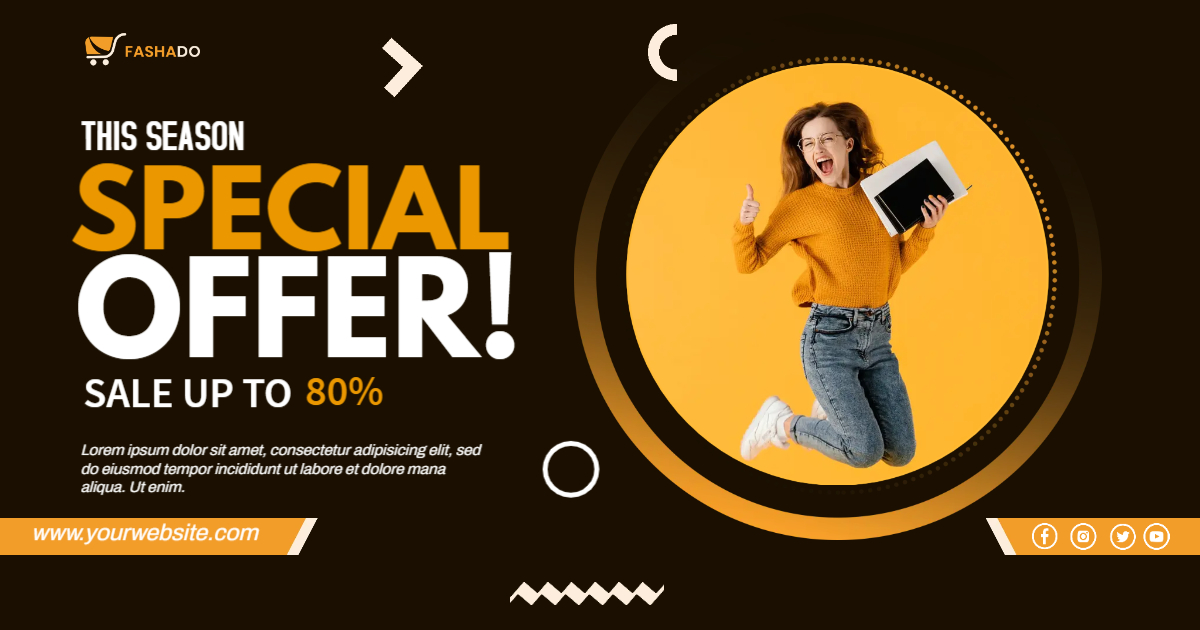 FASHADO
THIS SEASON
SPECIAL
OFFER!
SALE UP TO 80%
Lorem ipsum dolor sit amet, consectetur adipisicing elit, sed
do eiusmod tempor incididunt ut labore et dolore mana
aliqua. Ut enim.
www.yourwebsite.com